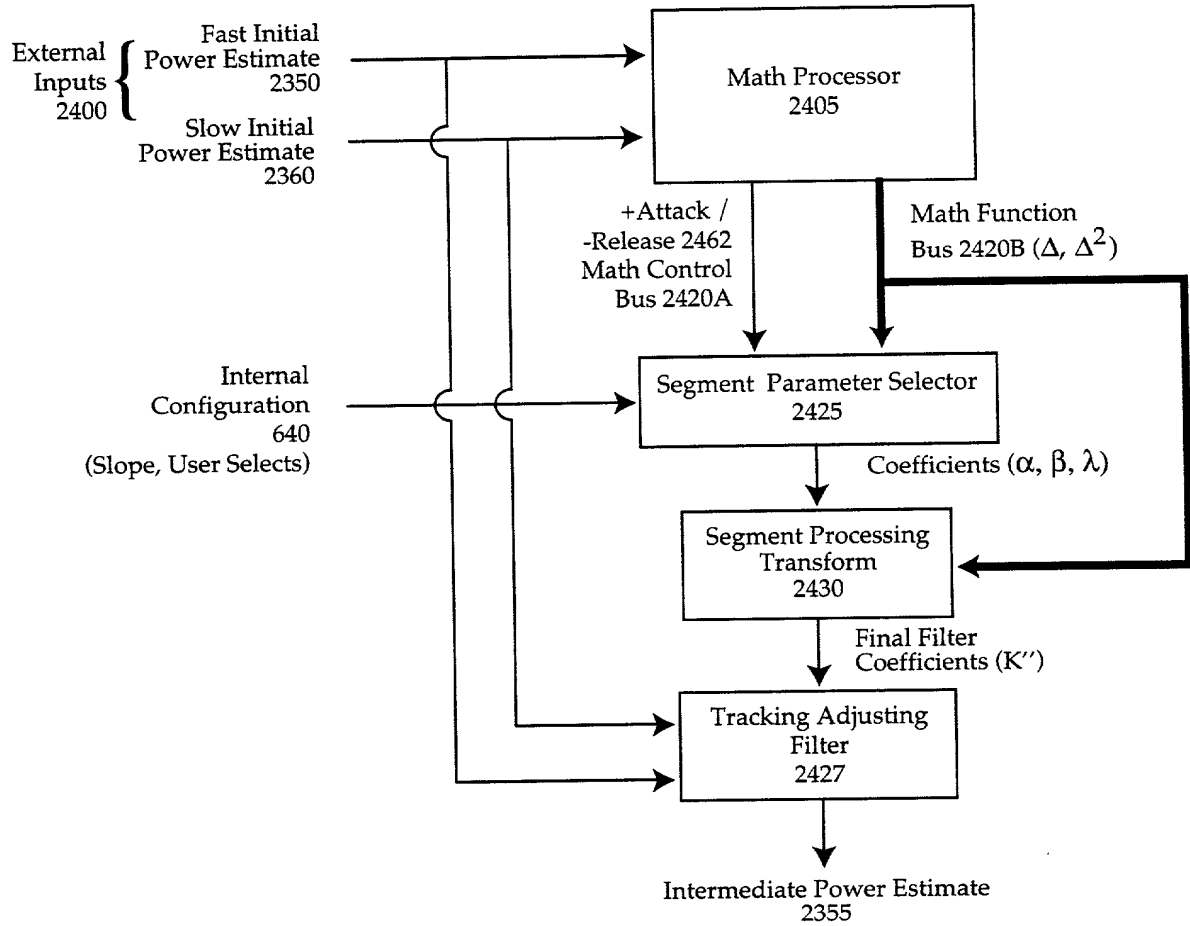 External
Inputs
2400
Fast Initial
Power Estimate
2350
Slow Initial
Power Estimate
2360
Math Processor
2405
+Attack /
-Release 2462
Math Control
Bus 2420A
Math Function
Bus 2420B (Δ, Δ²)
Internal
Configuration
640
(Slope, User Selects)
Segment Parameter Selector
2425
Coefficients (α, β, λ)
Segment Processing
Transform
2430
Final Filter
Coefficients (K’’)
Tracking Adjusting
Filter
2427
Intermediate Power Estimate
2355